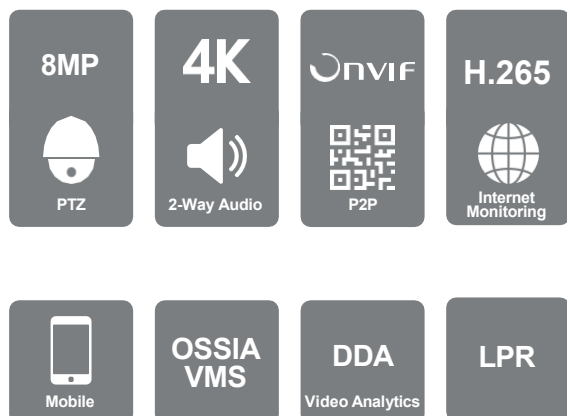 8MP
4K
ONVIF
H.265
PTZ
2-Way Audio
P2P
Internet
Monitoring
Mobile
OSSIA
VMS
DDA
Video Analytics
LPR